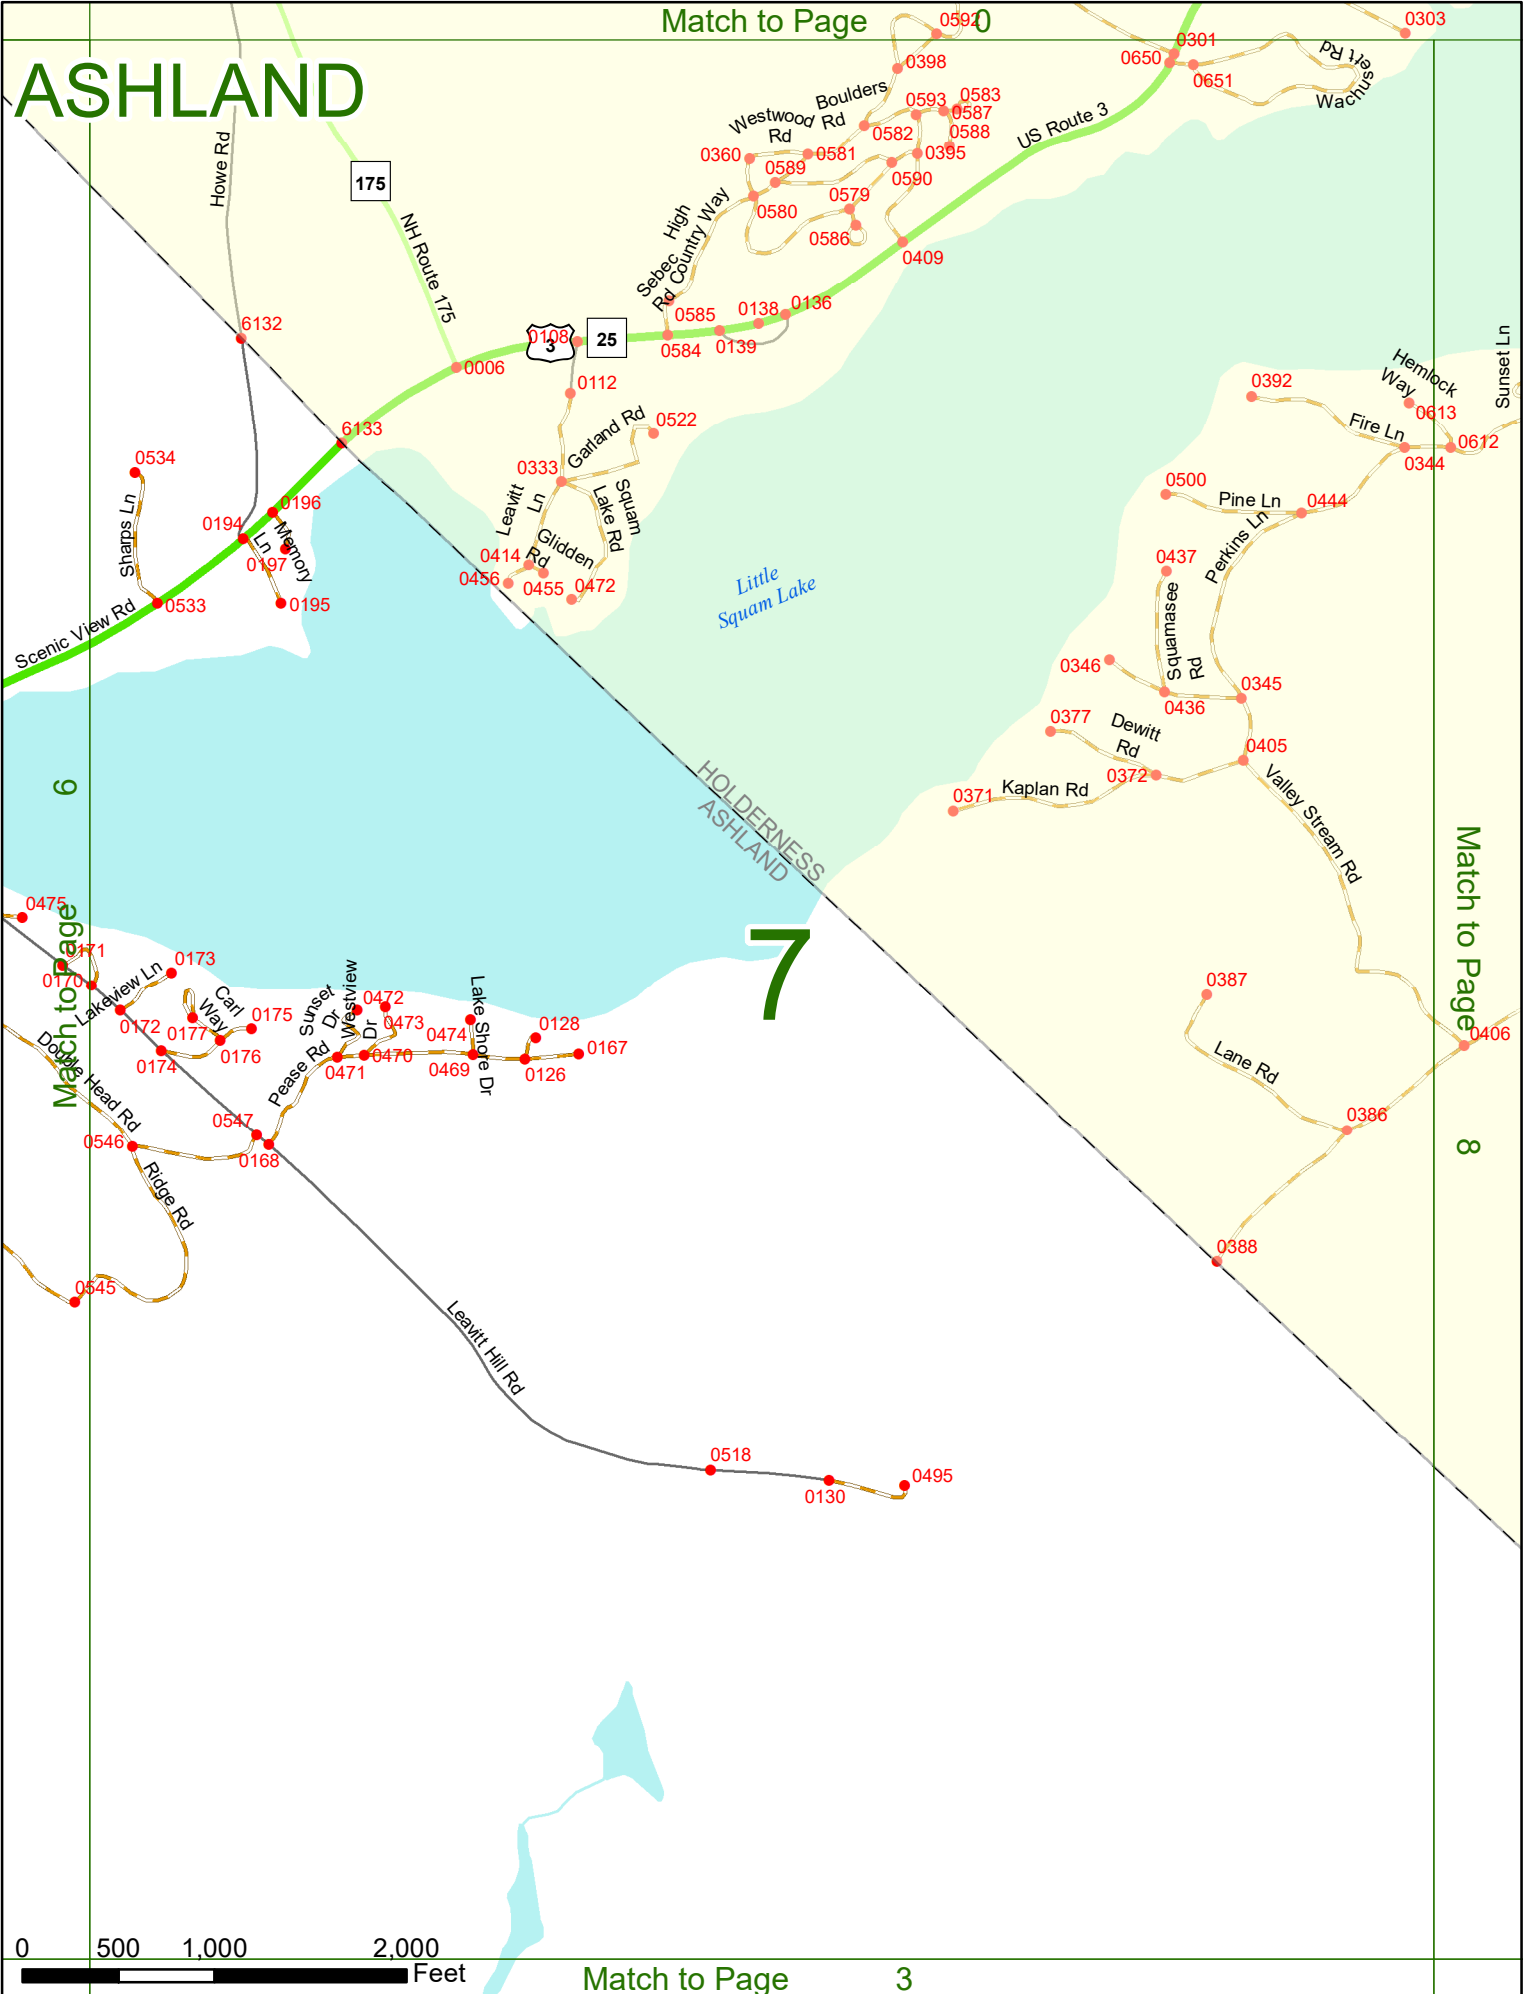 Match to Page 0
ASHLAND
0592
0303
0301
0650
0651
Wachusett Rd
0398
Boulders
Rd
Westwood
Rd
0593
0583
0587
0582
0588
US Route 3
0360
0581
0395
0589
0590
Howe Rd
175
0580
0579
High
Country Way
0586
0409
NH Route 175
Sebec
Rd
0585
0138
0136
6132
0108
3
25
0584
0139
0006
0112
0392
Hemlock
Way
0613
Sunset Ln
0522
Garland Rd
Fire Ln
0344
0612
6133
0534
0333
0500
Pine Ln
0444
Leavitt
Ln
Squam
Lake Rd
0196
0194
Memory
Ln
0197
Sharps Ln
Glidden
Rd
0414
0456
0455
0472
0437
Perkins Ln
Little
Squam Lake
0533
0195
Scenic View Rd
Squamasee
Rd
0346
0436
0345
0377
Dewitt
Rd
0405
0372
0371
Kaplan Rd
Valley Stream Rd
HOLDERNESS
ASHLAND
Match to Page 6
Match to Page 8
0475
0171
0170
0173
Lakeview Ln
7
0387
0172
Carl
Way
0177
0175
0176
0174
Sunset
Dr
Westview
Dr
0472
0473
Lake Shore Dr
0474
0128
0167
0471
0470
0469
0126
Pease Rd
0406
Lane Rd
Double Head Rd
0547
0546
0168
0386
Ridge Rd
0388
0545
Leavitt Hill Rd
0518
0130
0495
0 500 1,000 2,000
Feet
Match to Page 3